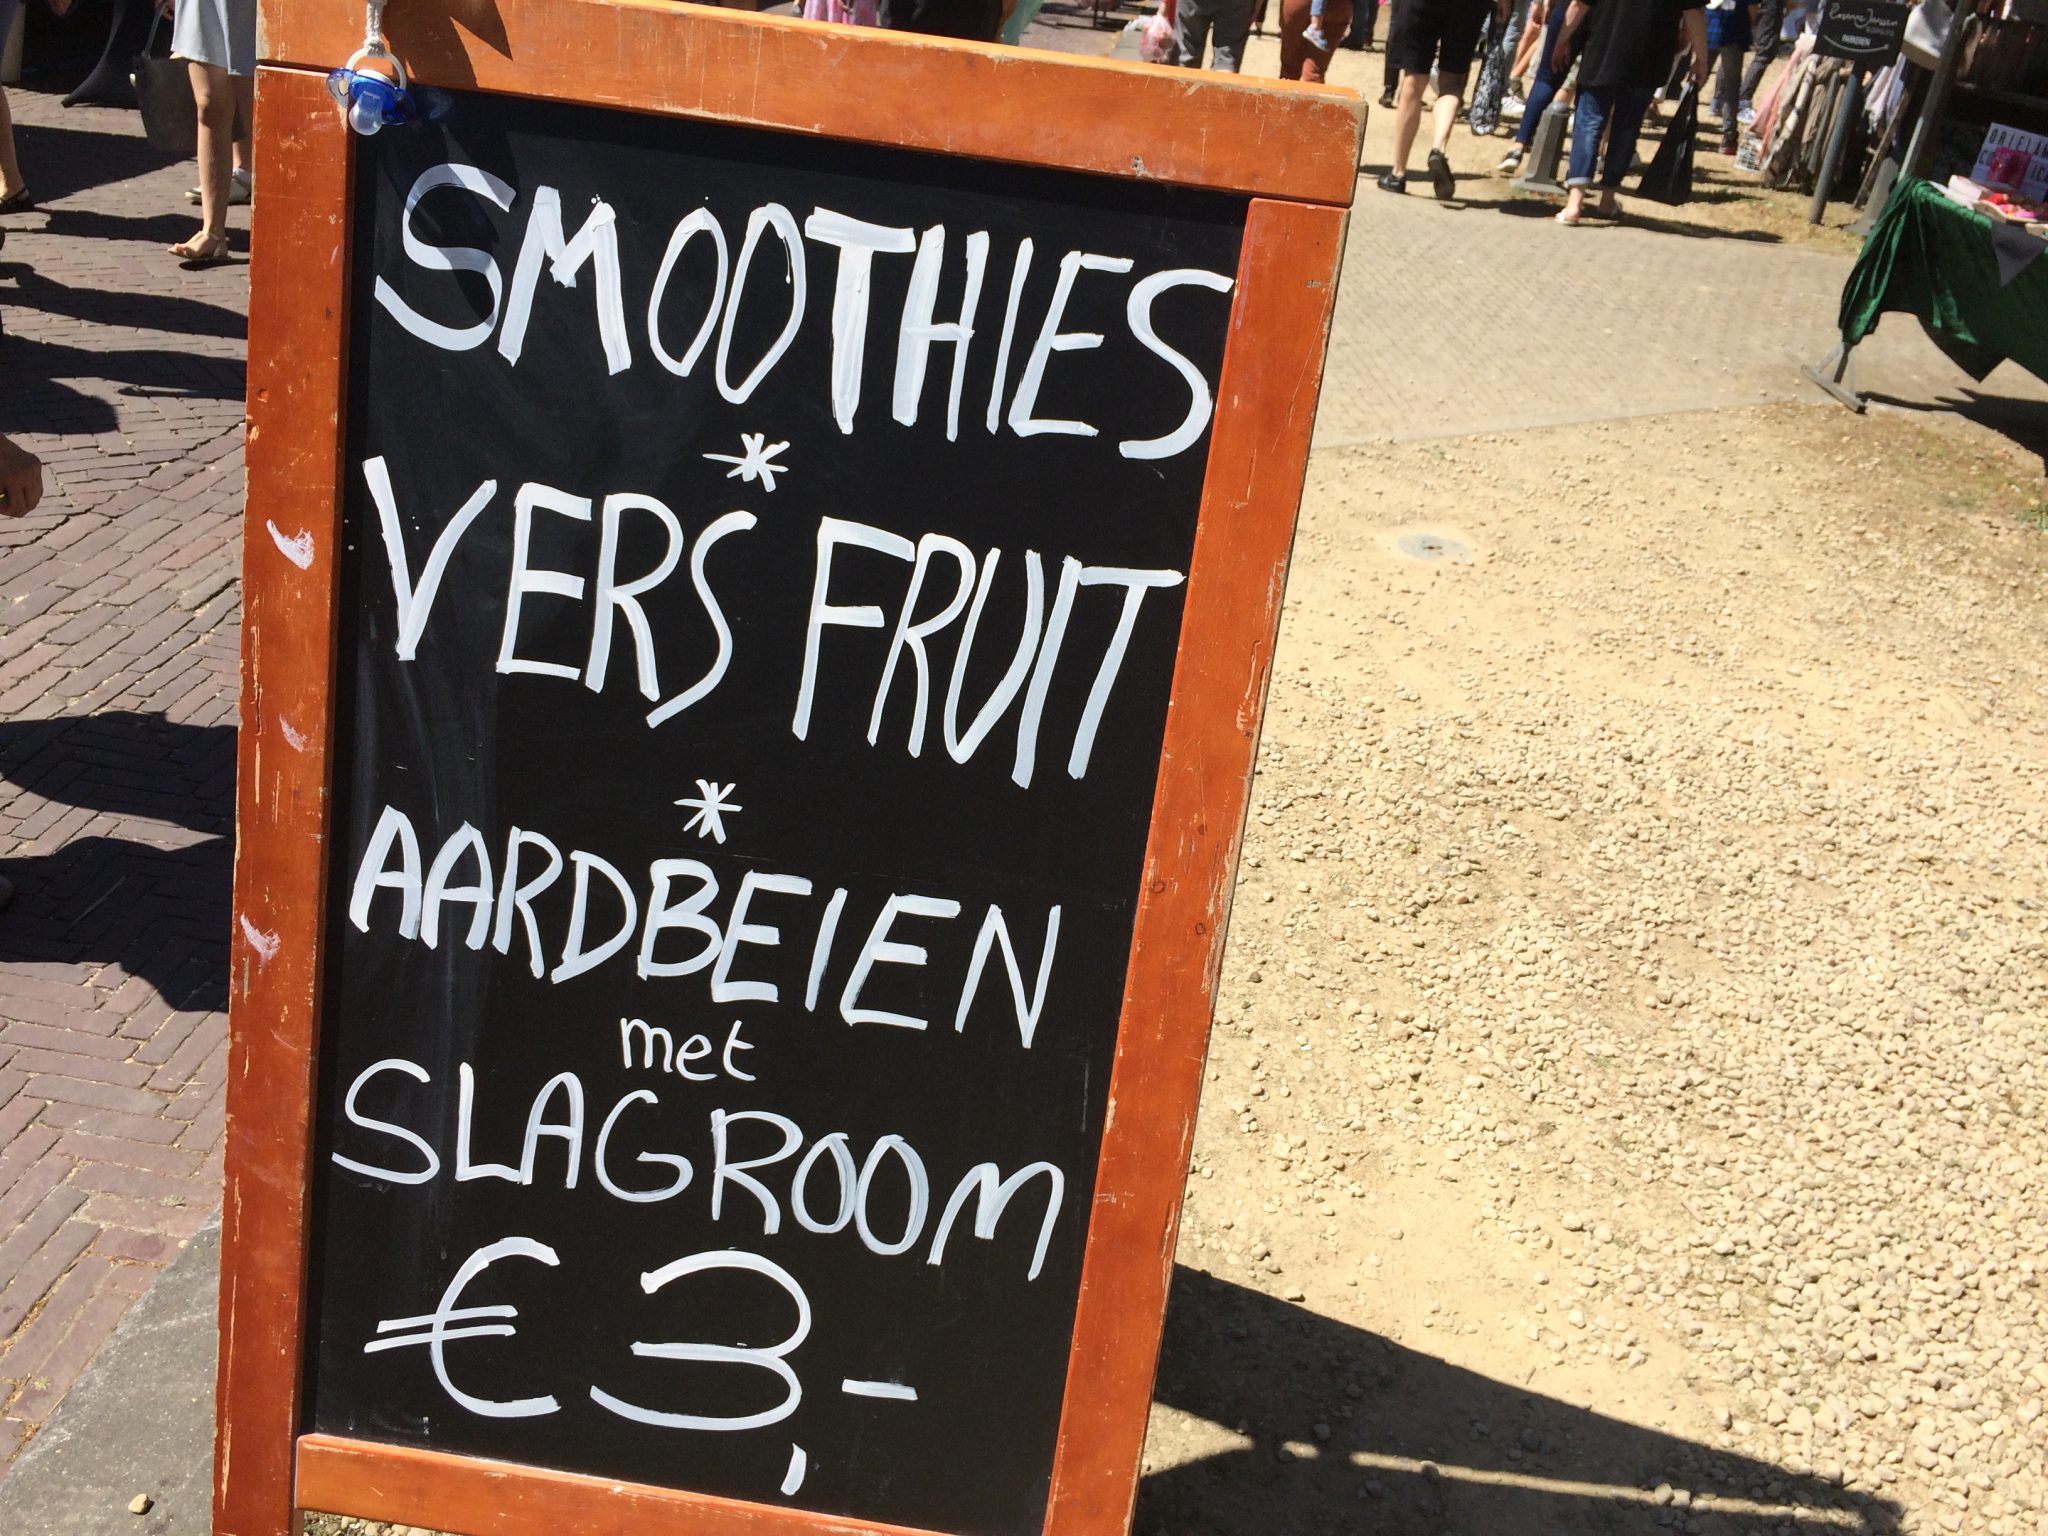 SMOOTHIES
*
VERS FRUIT
*
AARDBEIEN
met
SLAGROOM
€3,-